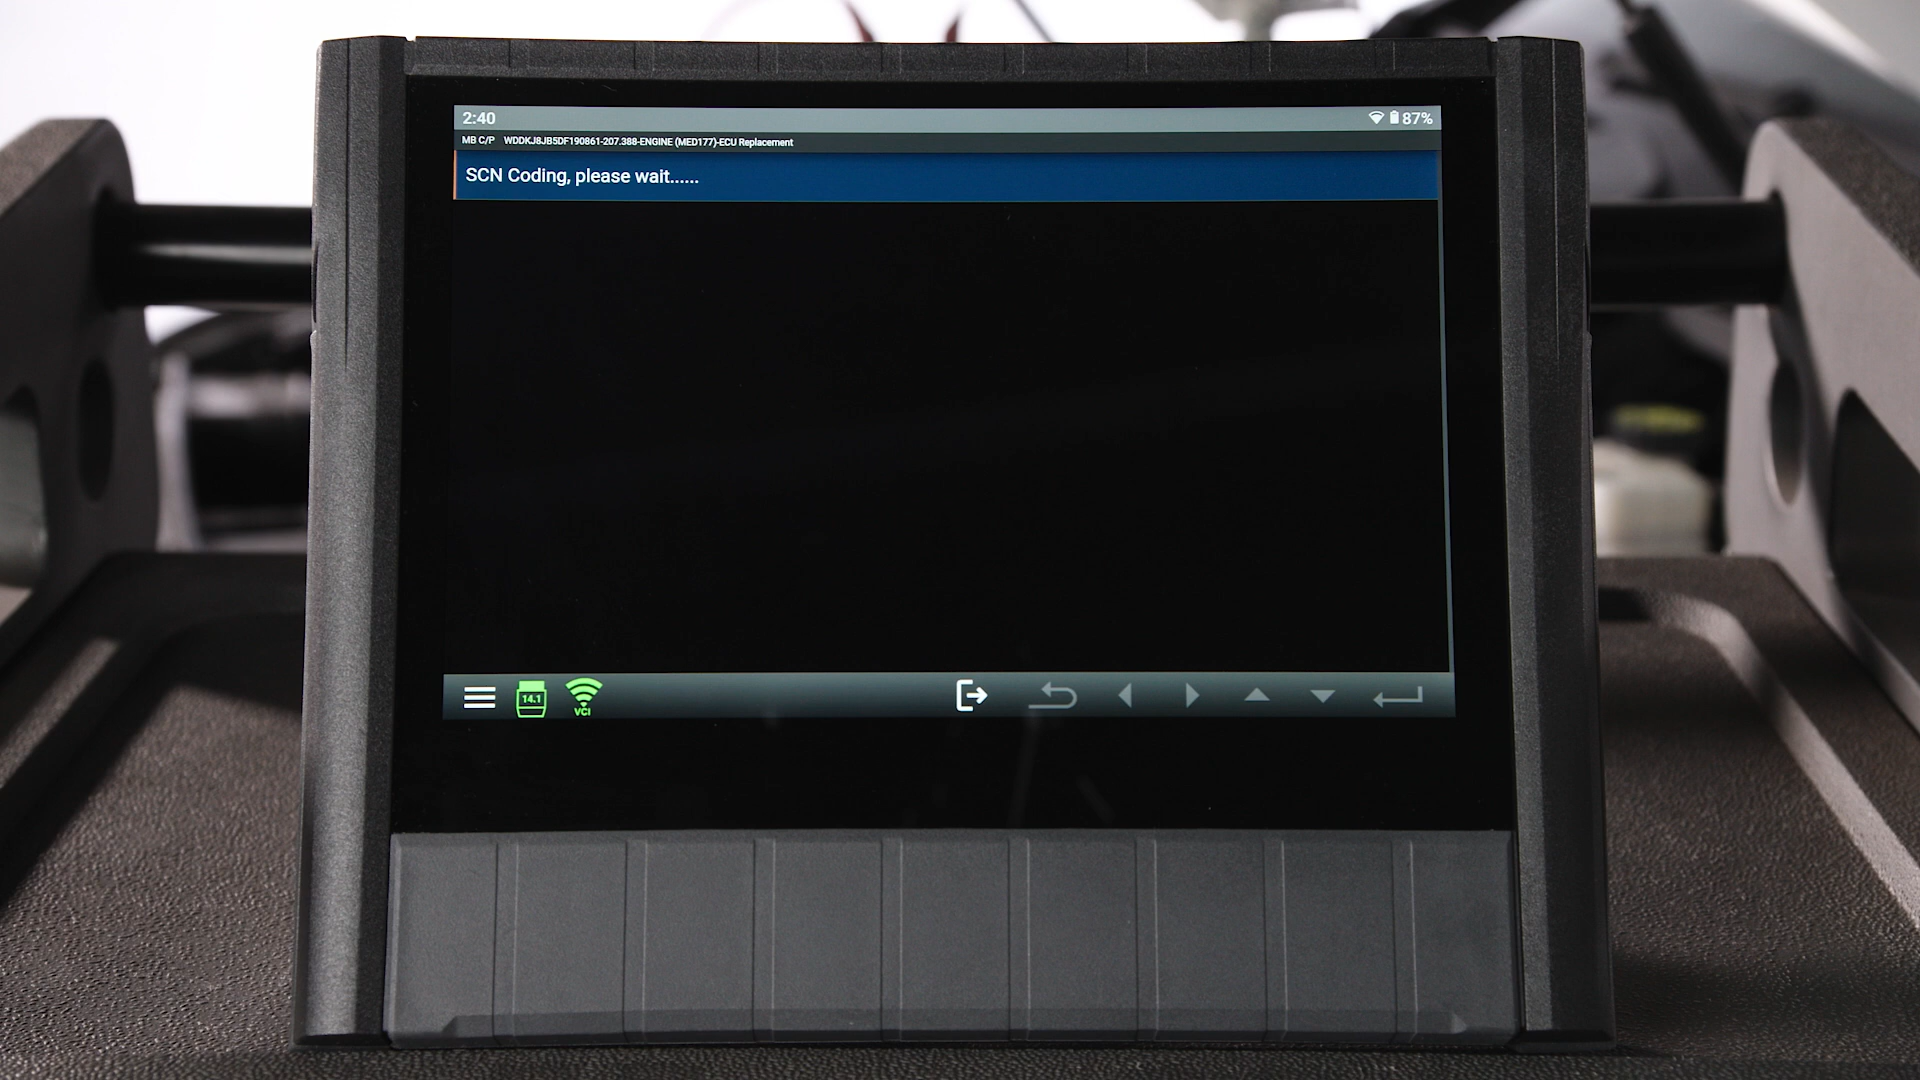 2:40 87%
MB C/P WDDKJ8JB5DF190861-207.388-ENGINE (MED177)-ECU Replacement
SCN Coding, please wait......
14.1 VCI